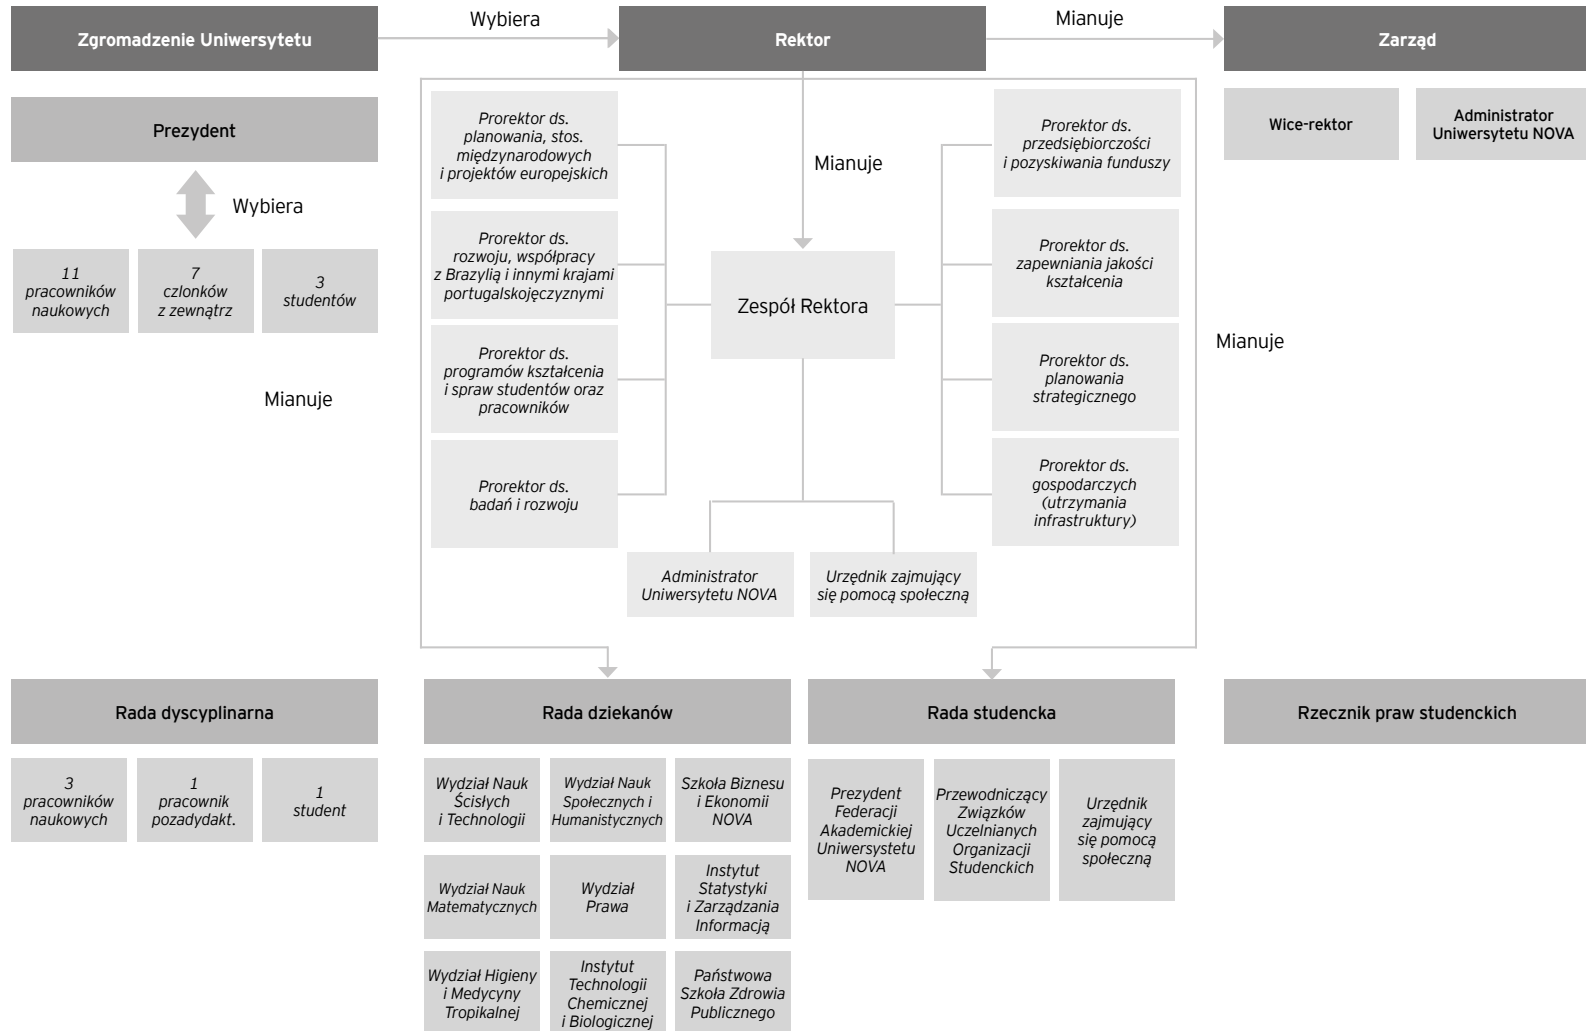 Wybiera
Mianuje
Zgromadzenie Uniwersytetu
Rektor
Zarząd
Prezydent
Wybiera
11
pracowników
naukowych
7
członków
z zewnątrz
3
studentów
Mianuje
Prorektor ds.
planowania, stos.
międzynarodowych
i projektów europejskich
Prorektor ds.
rozwoju, współpracy
z Brazylią i innymi krajami
portugalskojęczyznymi
Prorektor ds.
programów kształcenia
i spraw studentów oraz
pracowników
Prorektor ds.
badań i rozwoju
Mianuje
Zespół Rektora
Administrator
Uniwersytetu NOVA
Urzędnik zajmujący
się pomocą społeczną
Prorektor ds.
przedsiębiorczości
i pozyskiwania funduszy
Prorektor ds.
zapewniania jakości
kształcenia
Prorektor ds.
planowania
strategicznego
Prorektor ds.
gospodarczych
(utrzymania
infrastruktury)
Wice-rektor
Administrator
Uniwersytetu NOVA
Mianuje
Rada dyscyplinarna
3
pracowników
naukowych
1
pracownik
pozadydakt.
1
student
Rada dziekanów
Wydział Nauk
Ścisłych
i Technologii
Wydział Nauk
Społecznych i
Humanistycznych
Szkoła Biznesu
i Ekonomii
NOVA
Wydział Nauk
Matematycznych
Wydział
Prawa
Instytut
Statystyki
i Zarządzania
Informacją
Wydział Higieny
i Medycyny
Tropikalnej
Instytut
Technologii
Chemicznej
i Biologicznej
Państwowa
Szkoła Zdrowia
Publicznego
Rada studencka
Prezydent
Federacji
Akademickiej
Uniwersystetu
NOVA
Przewodniczący
Związków
Uczelnianych
Organizacji
Studenckich
Urzędnik
zajmujący
się pomocą
społeczną
Rzecznik praw studenckich